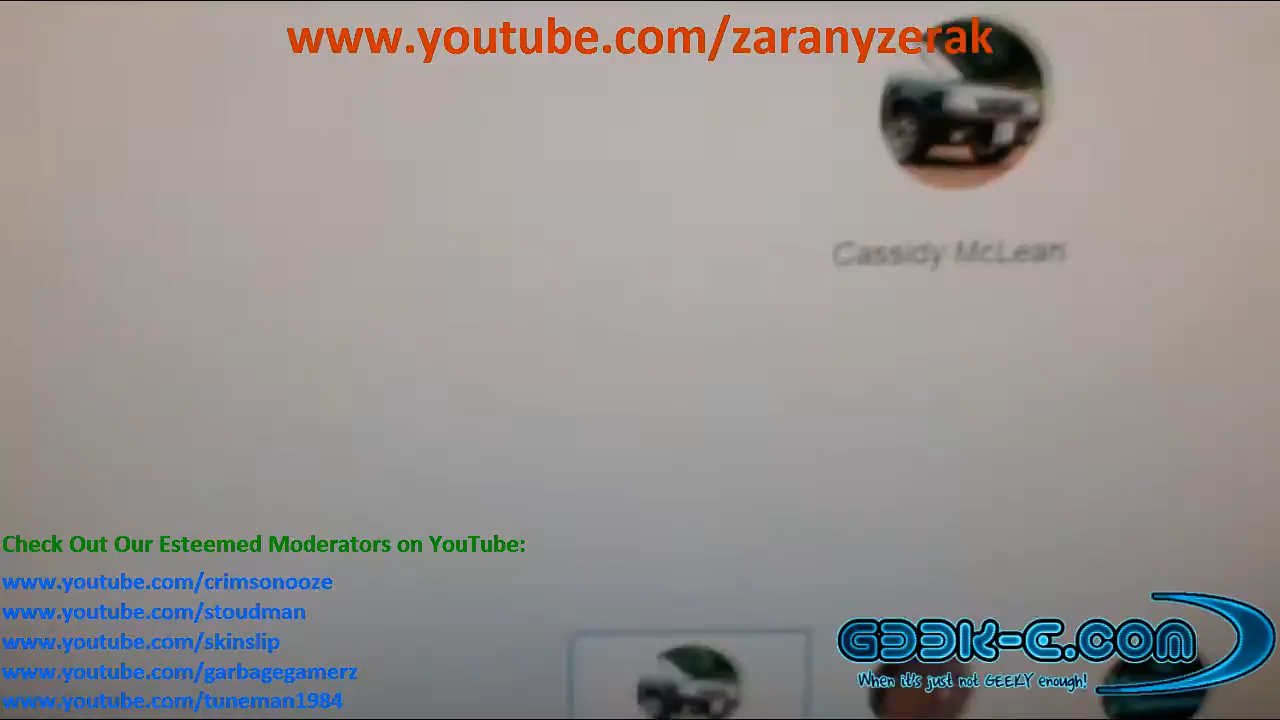 www.youtube.com/zaranyzerak
Cassidy McLean
Check Out Our Esteemed Moderators on YouTube:
www.youtube.com/crimsonooze
www.youtube.com/stoudman
www.youtube.com/skinslip
www.youtube.com/garbagegamerz
www.youtube.com/tuneman1984
G33K-E.COM
When it's just not GEEKY enough!